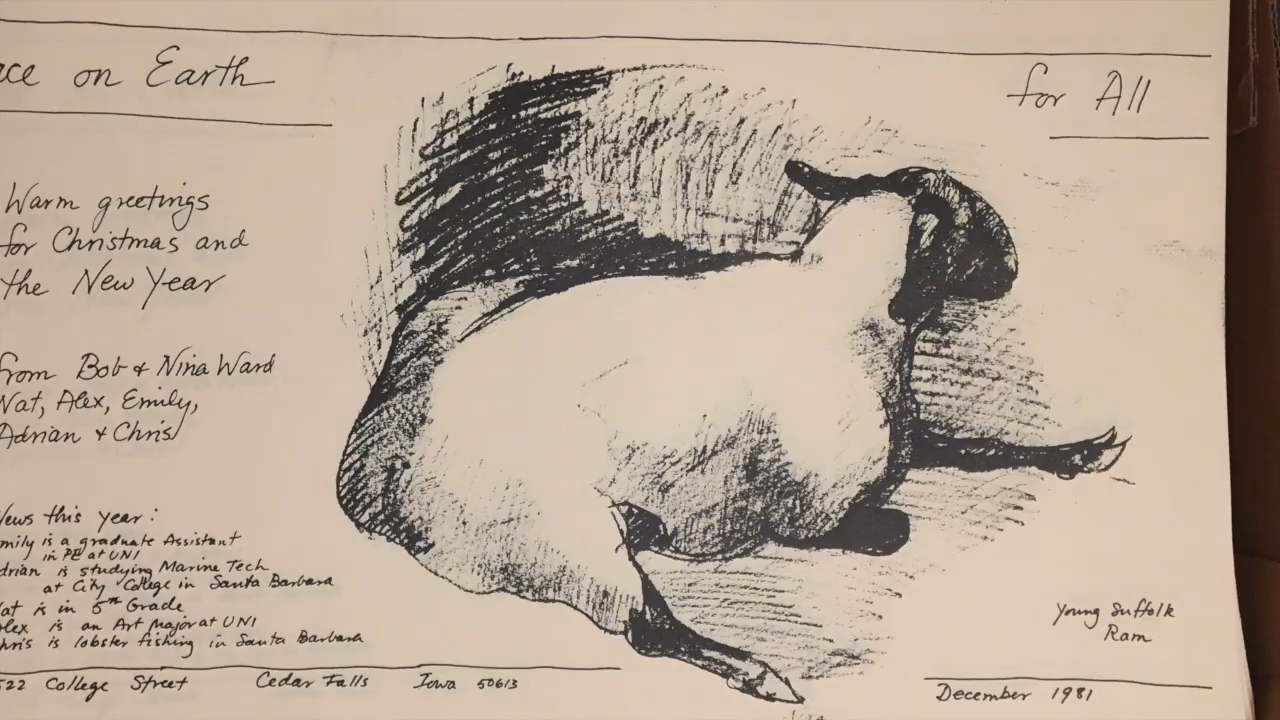 ace on Earth
for All
Warm greetings
for Christmas and
the New Year
from Bob & Nina Ward
Nat, Alex, Emily,
Adrian & Chris
News this year:
mily is a graduate Assistant
in PE at UNI
drian is studying Marine Tech
at City College in Santa Barbara
Nat is in 5th Grade
lex is an Art Major at UNI
hris is lobster fishing in Santa Barbara
522 College Street Cedar Falls Iowa 50613
Young Suffolk
Ram
December 1981